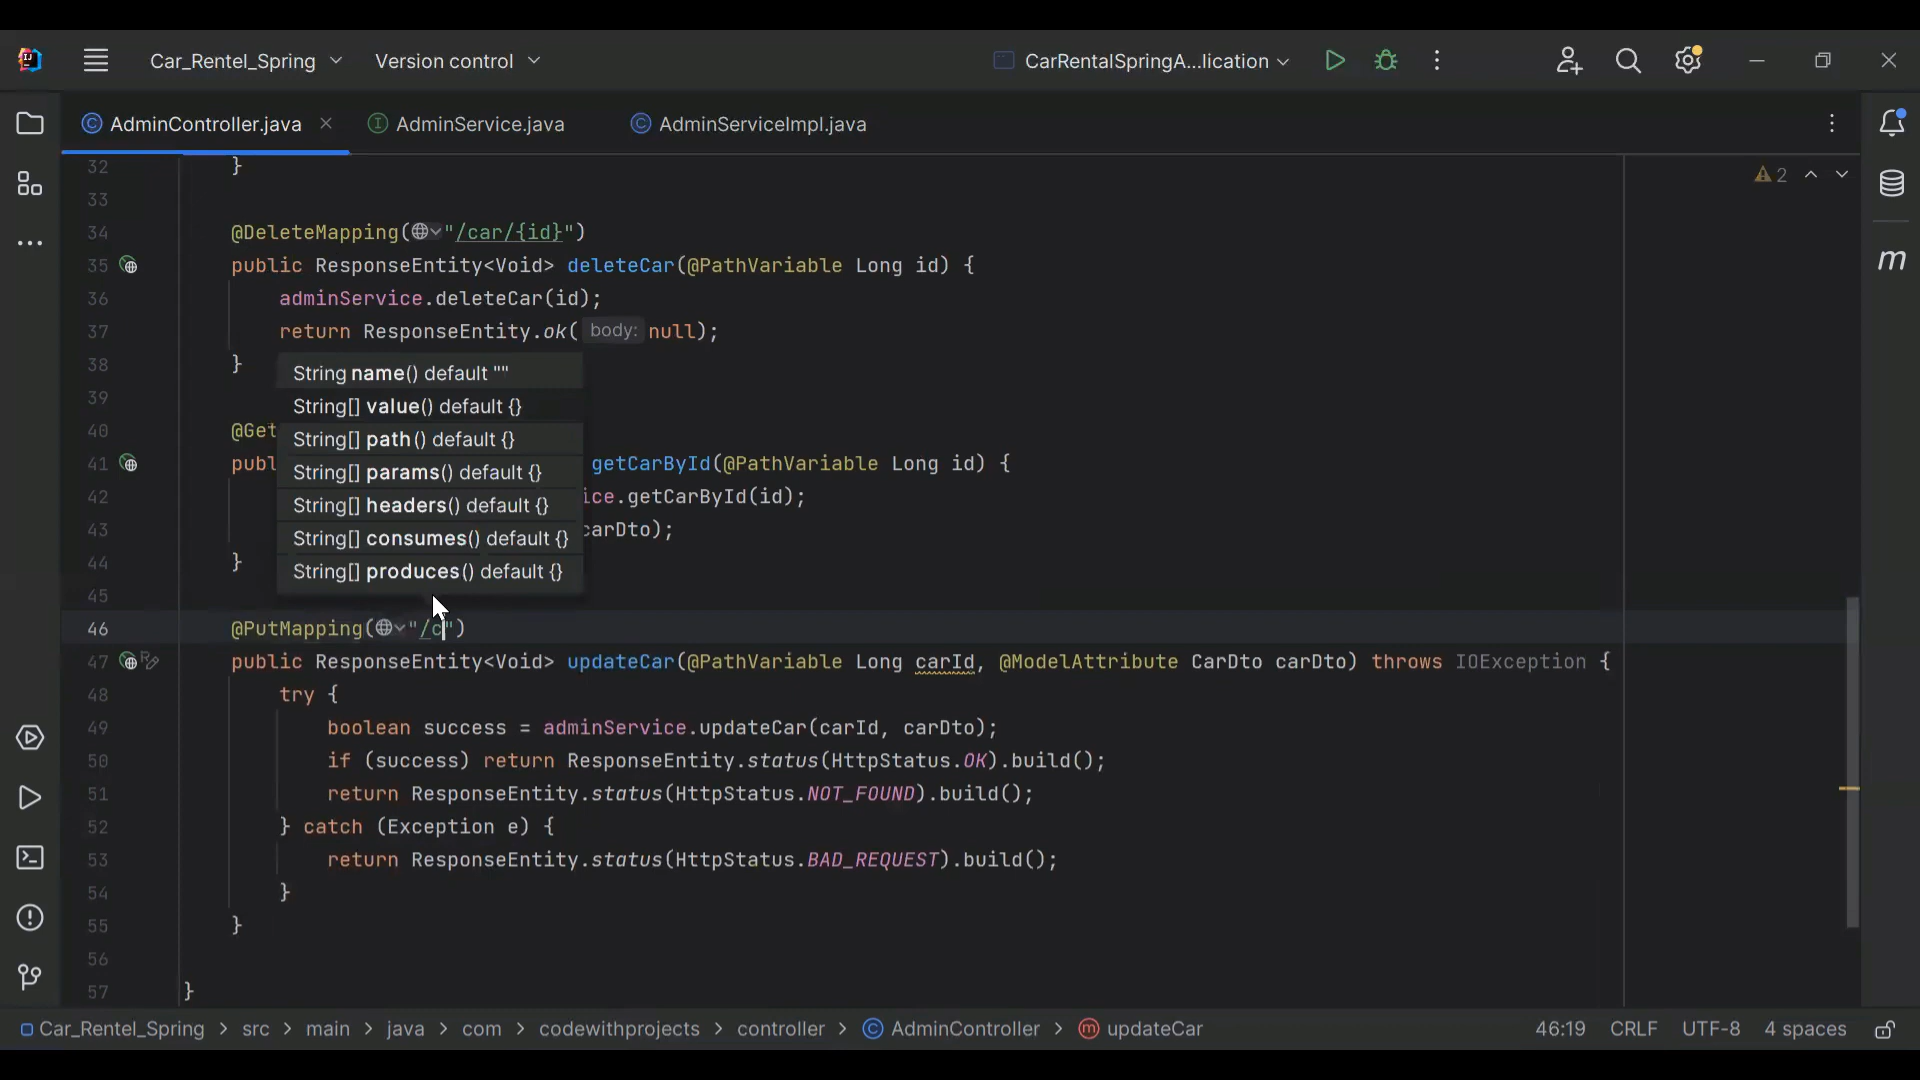 Car_Rentel_Spring Version control CarRentalSpringA...lication
AdminController.java AdminService.java AdminServiceImpl.java
32 }
2
33
34 @DeleteMapping("/car/{id}")
35 public ResponseEntity<Void> deleteCar(@PathVariable Long id) {
36 adminService.deleteCar(id);
37 return ResponseEntity.ok( body: null);
38 }
String name() default ""
39
String[] value() default {}
40 @Get
String[] path() default {}
41 publ getCarById(@PathVariable Long id) {
String[] params() default {}
42 ice.getCarById(id);
String[] headers() default {}
43 carDto);
String[] consumes() default {}
44 }
String[] produces() default {}
45
46 @PutMapping("/c")
47 public ResponseEntity<Void> updateCar(@PathVariable Long carId, @ModelAttribute CarDto carDto) throws IOException {
48 try {
49 boolean success = adminService.updateCar(carId, carDto);
50 if (success) return ResponseEntity.status(HttpStatus.OK).build();
51 return ResponseEntity.status(HttpStatus.NOT_FOUND).build();
52 } catch (Exception e) {
53 return ResponseEntity.status(HttpStatus.BAD_REQUEST).build();
54 }
55 }
56
57 }
Car_Rentel_Spring > src > main > java > com > codewithprojects > controller > AdminController > updateCar 46:19 CRLF UTF-8 4 spaces